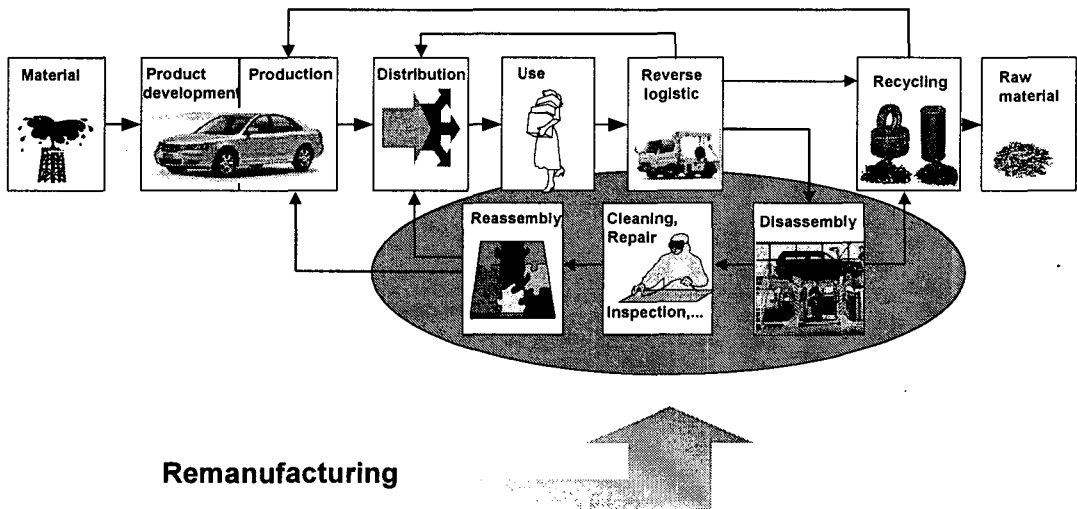 Material
Product
development
Production
Distribution
Use
Reverse
logistic
Recycling
Raw
material
Reassembly
Cleaning,
Repair
Inspection,...
Disassembly
Remanufacturing